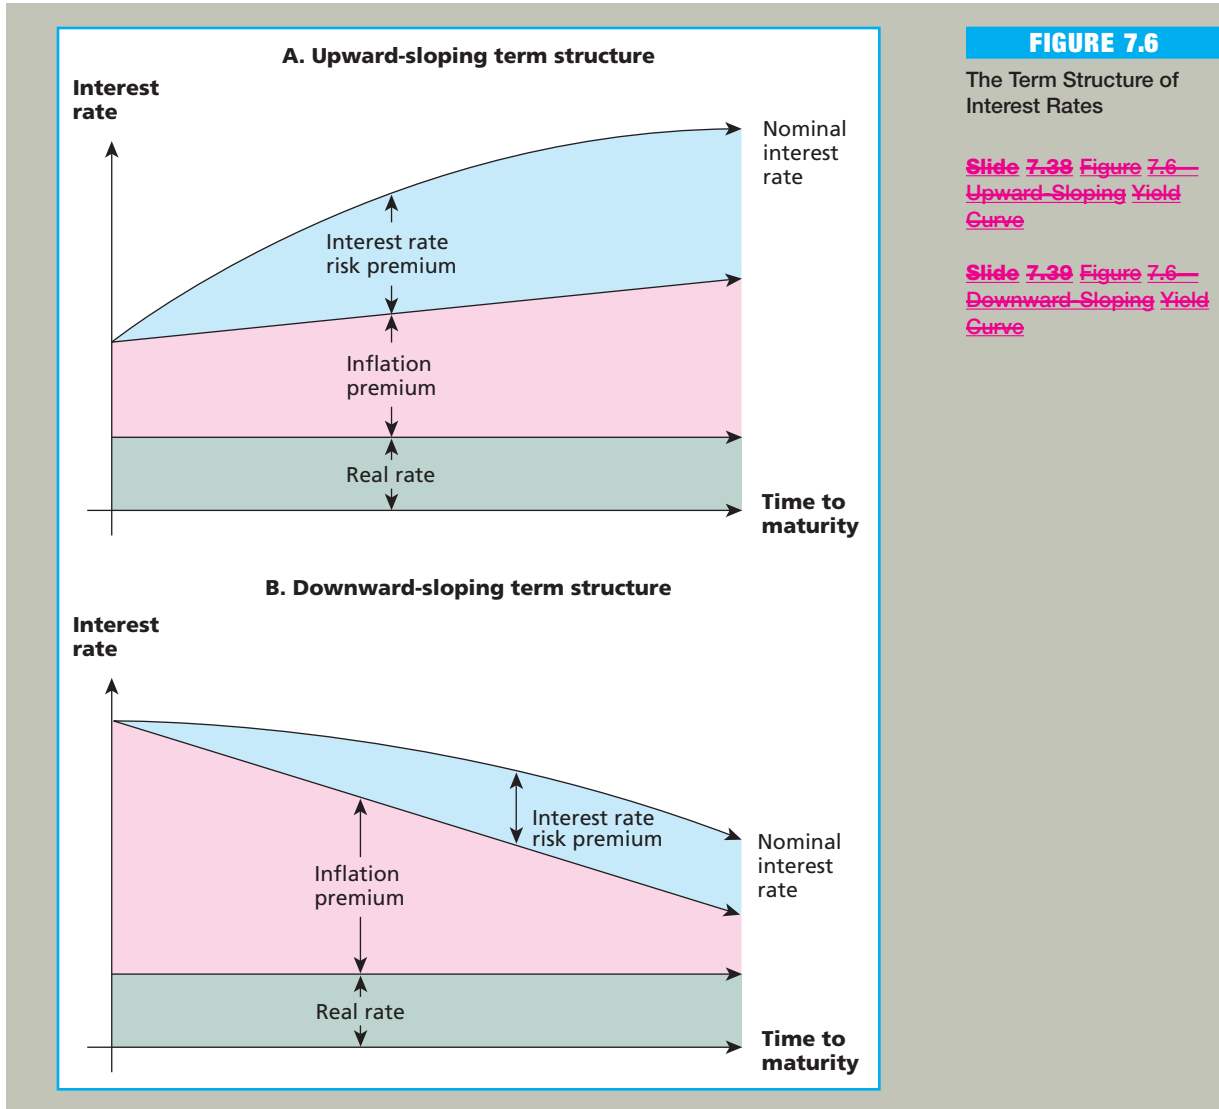 A. Upward-sloping term structure
Interest
rate
Nominal
interest
rate
Interest rate
risk premium
Inflation
premium
Real rate
Time to
maturity
B. Downward-sloping term structure
Interest
rate
Interest rate
risk premium
Nominal
interest
rate
Inflation
premium
Real rate
Time to
maturity
FIGURE 7.6
The Term Structure of
Interest Rates
Slide 7.38 Figure 7.6—
Upward-Sloping Yield
Curve
Slide 7.39 Figure 7.6—
Downward-Sloping Yield
Curve